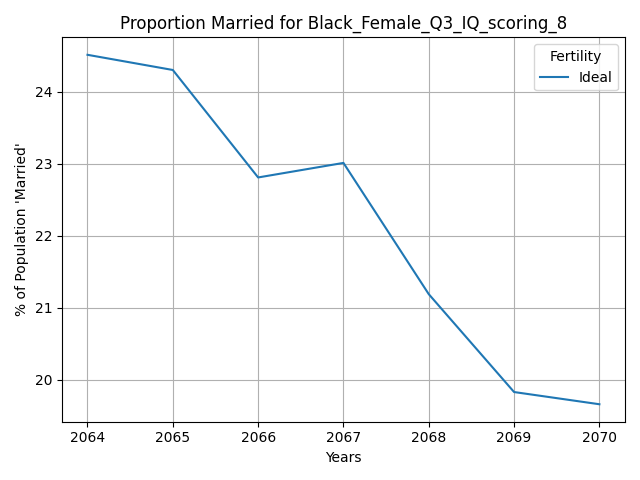 Proportion Married for Black_Female_Q3_IQ_scoring_8
Fertility
Ideal
% of Population 'Married'
24
23
22
21
20
2064 2065 2066 2067 2068 2069 2070
Years